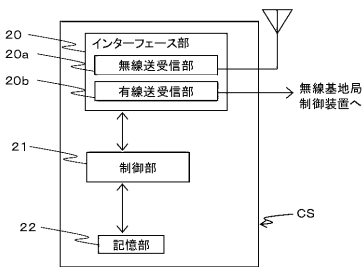 20
インターフェース部
20a
無線送受信部
20b
有線送受信部
無線基地局
制御装置へ
21
制御部
CS
22
記憶部